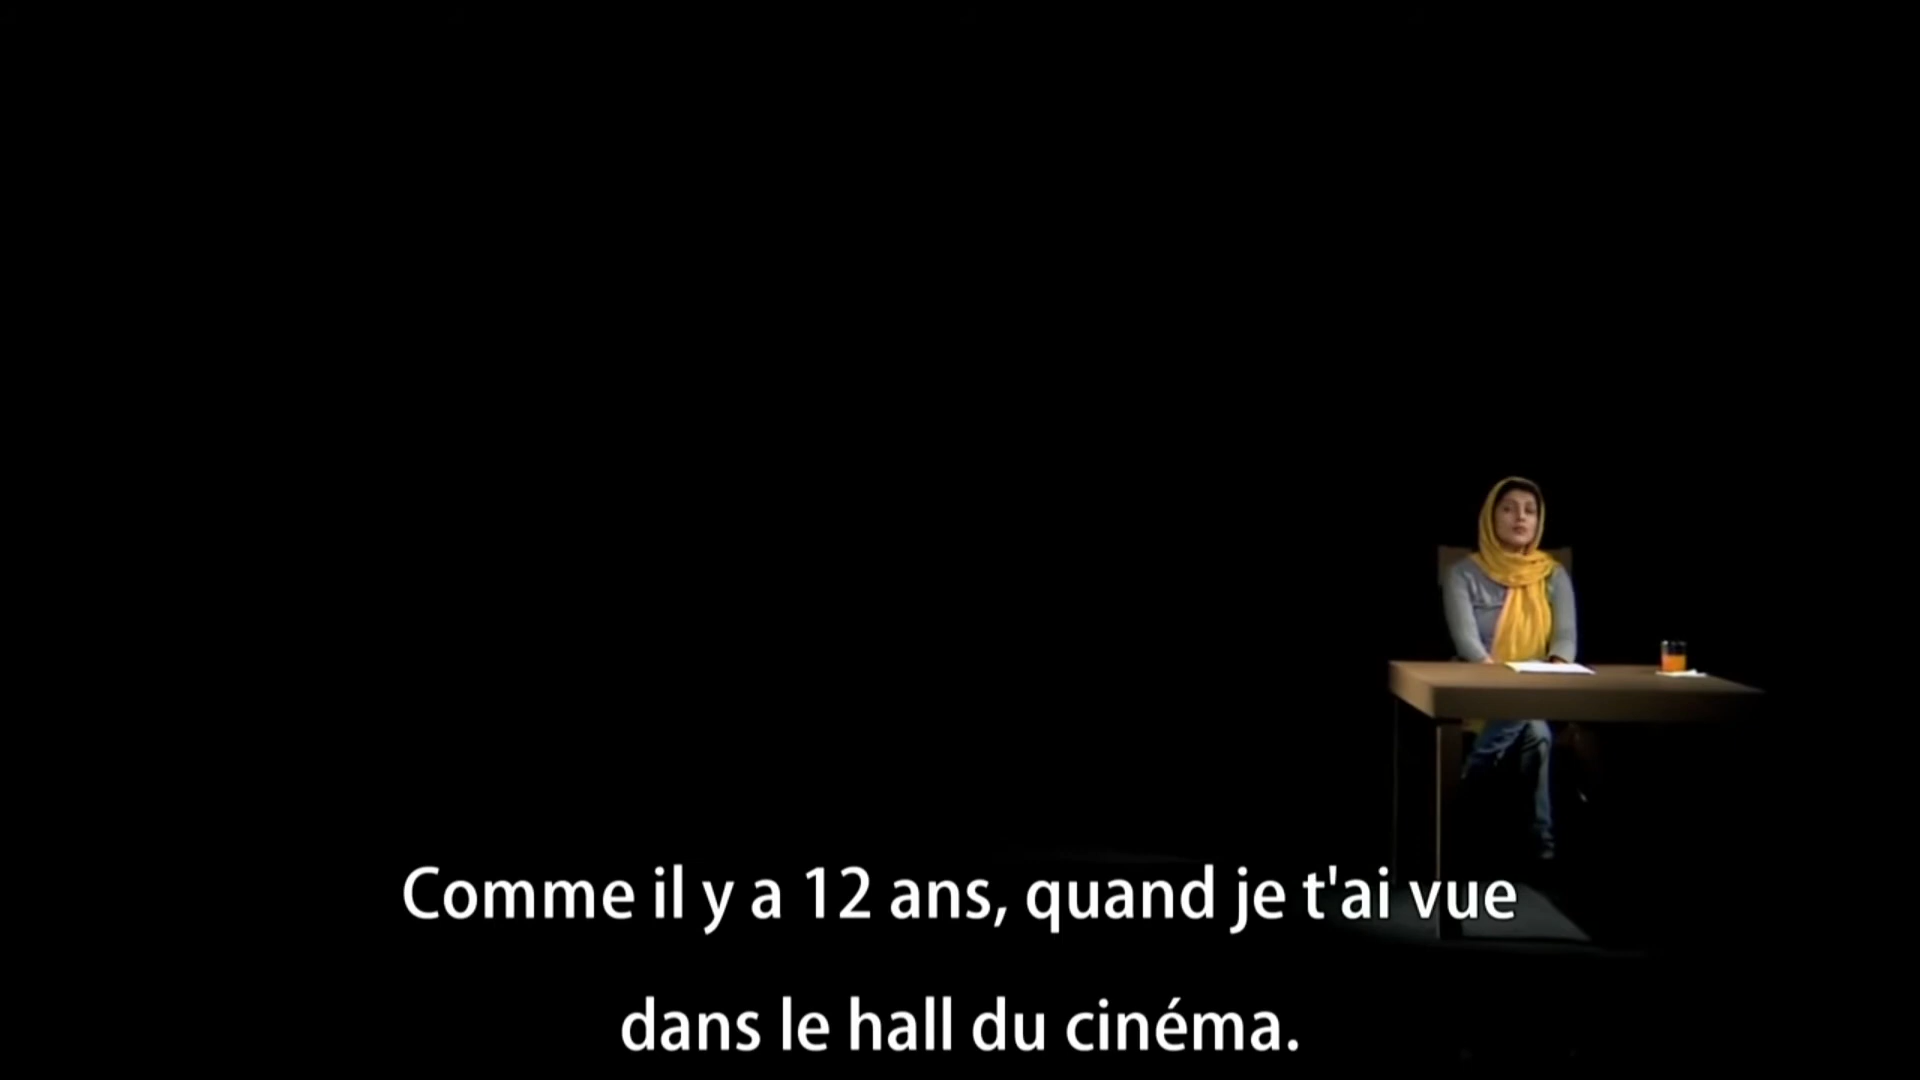 Comme il y a 12 ans, quand je t'ai vue
dans le hall du cinéma.